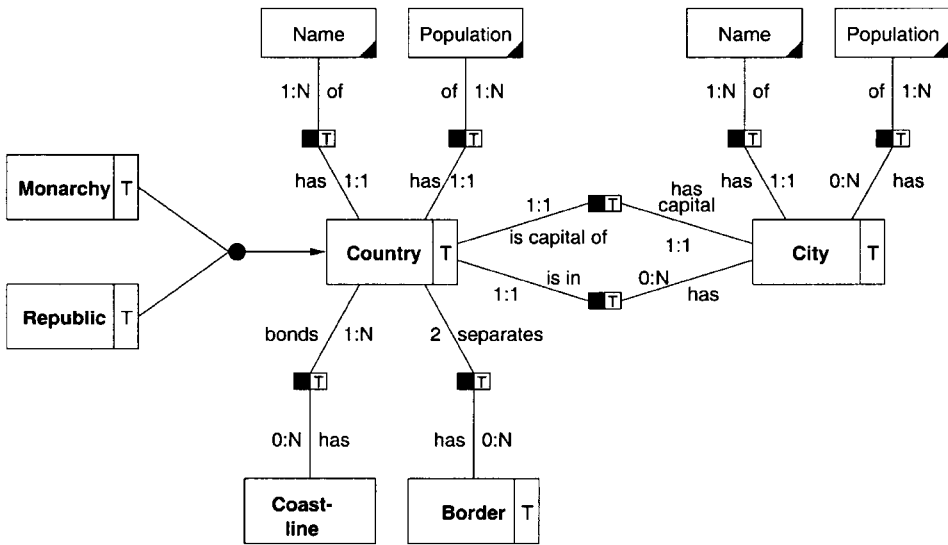 Name Population Name Population
1:N of of 1:N 1:N of of 1:N
T T T T
Monarchy T
has 1:1 has 1:1 has 1:1 0:N has
1:1 T has capital
Country T is capital of 1:1 City T
Republic T
is in 0:N
1:1 T has
bonds 1:N 2 separates
T T
0:N has has 0:N
Coast-
line
Border T